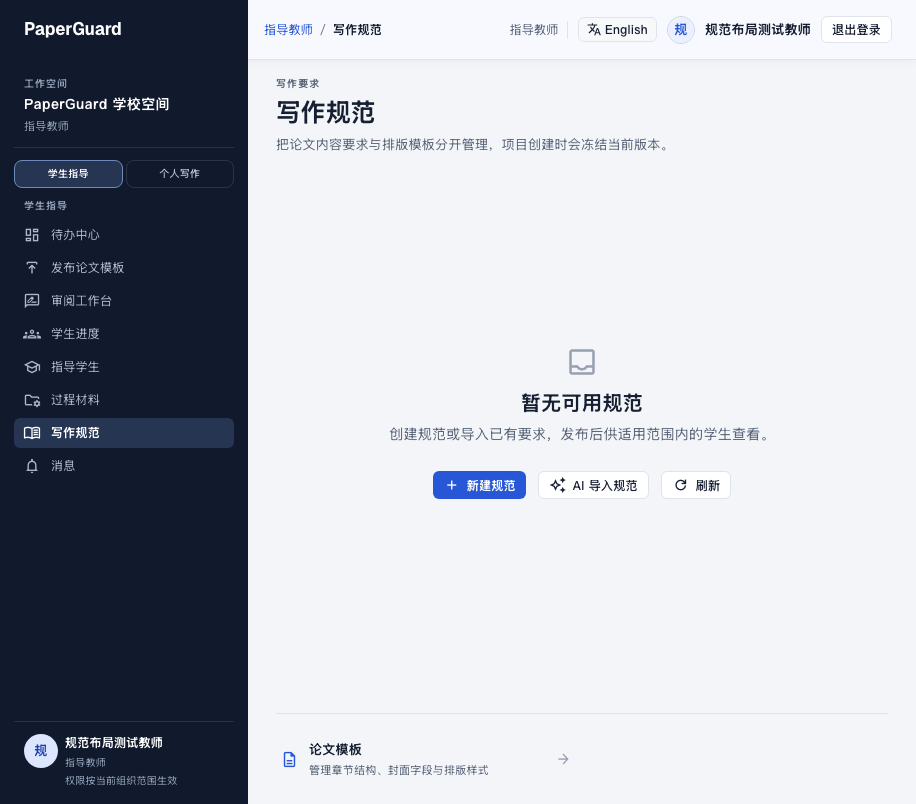 PaperGuard
工作空间
PaperGuard 学校空间
指导教师
学生指导
个人写作
学生指导
待办中心
发布论文模板
审阅工作台
学生进度
指导学生
过程材料
写作规范
消息
规
规范布局测试教师
指导教师
权限按当前组织范围生效
指导教师 / 写作规范
指导教师
English
规
规范布局测试教师
退出登录
写作要求
写作规范
把论文内容要求与排版模板分开管理，项目创建时会冻结当前版本。
暂无可用规范
创建规范或导入已有要求，发布后供适用范围内的学生查看。
新建规范
AI 导入规范
刷新
论文模板
管理章节结构、封面字段与排版样式